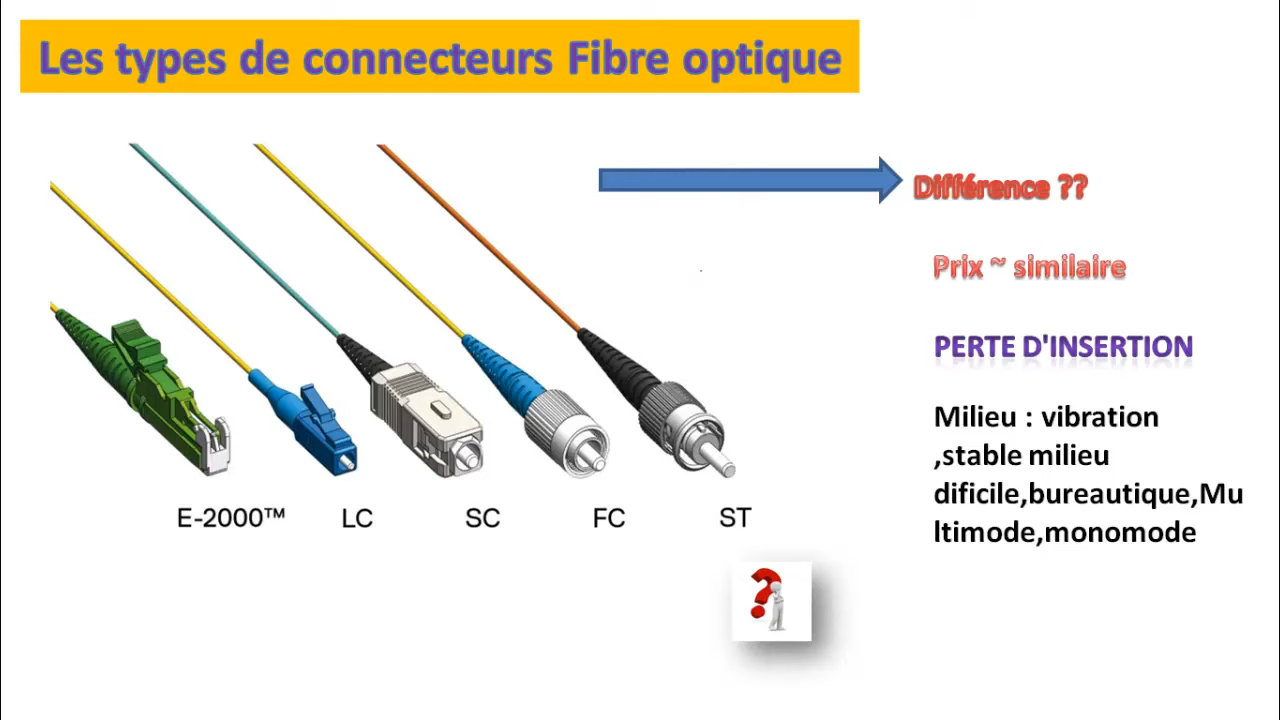 Les types de connecteurs Fibre optique
Différence ??
Prix ~ similaire
PERTE D'INSERTION
Milieu : vibration
,stable milieu
dificile,bureautique,Mu
ltimode,monomode
E-2000™ LC SC FC ST